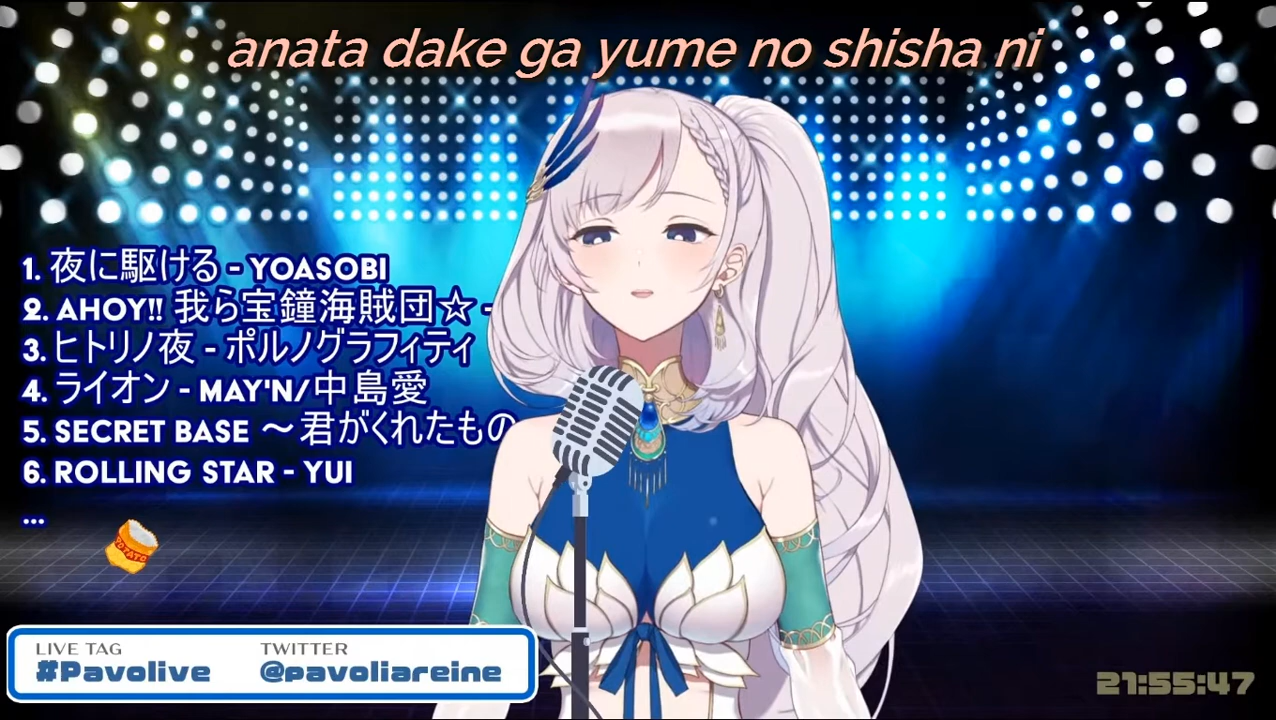 anata dake ga yume no shisha ni
1. 夜に駆ける - YOASOBI
2. AHOY!! 我ら宝鐘海賊団☆ -
3. ヒトリノ夜 - ポルノグラフィティ
4. ライオン - MAY'N/中島愛
5. SECRET BASE ～君がくれたもの
6. ROLLING STAR - YUI
...
POTATO
LIVE TAG TWITTER
#Pavolive @pavoliareine
21:55:47